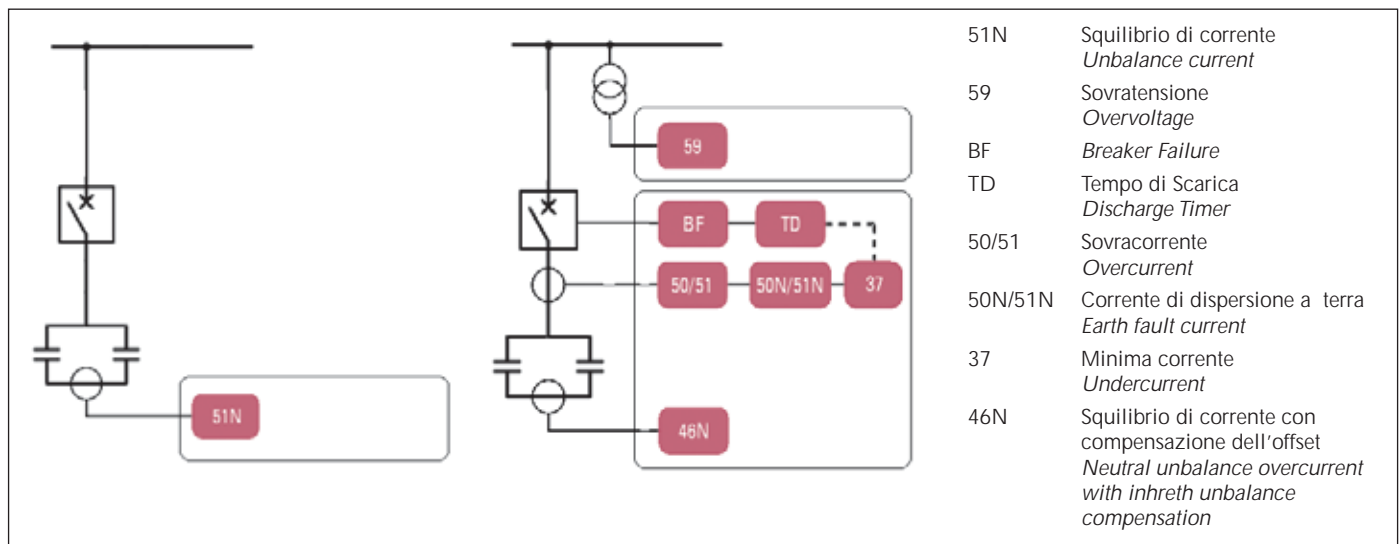 59
BF
TD
50/51
50N/51N
37
51N
46N
51N Squilibrio di corrente
Unbalance current
59 Sovratensione
Overvoltage
BF Breaker Failure
TD Tempo di Scarica
Discharge Timer
50/51 Sovracorrente
Overcurrent
50N/51N Corrente di dispersione a terra
Earth fault current
37 Minima corrente
Undercurrent
46N Squilibrio di corrente con
compensazione dell'offset
Neutral unbalance overcurrent
with inhreth unbalance
compensation